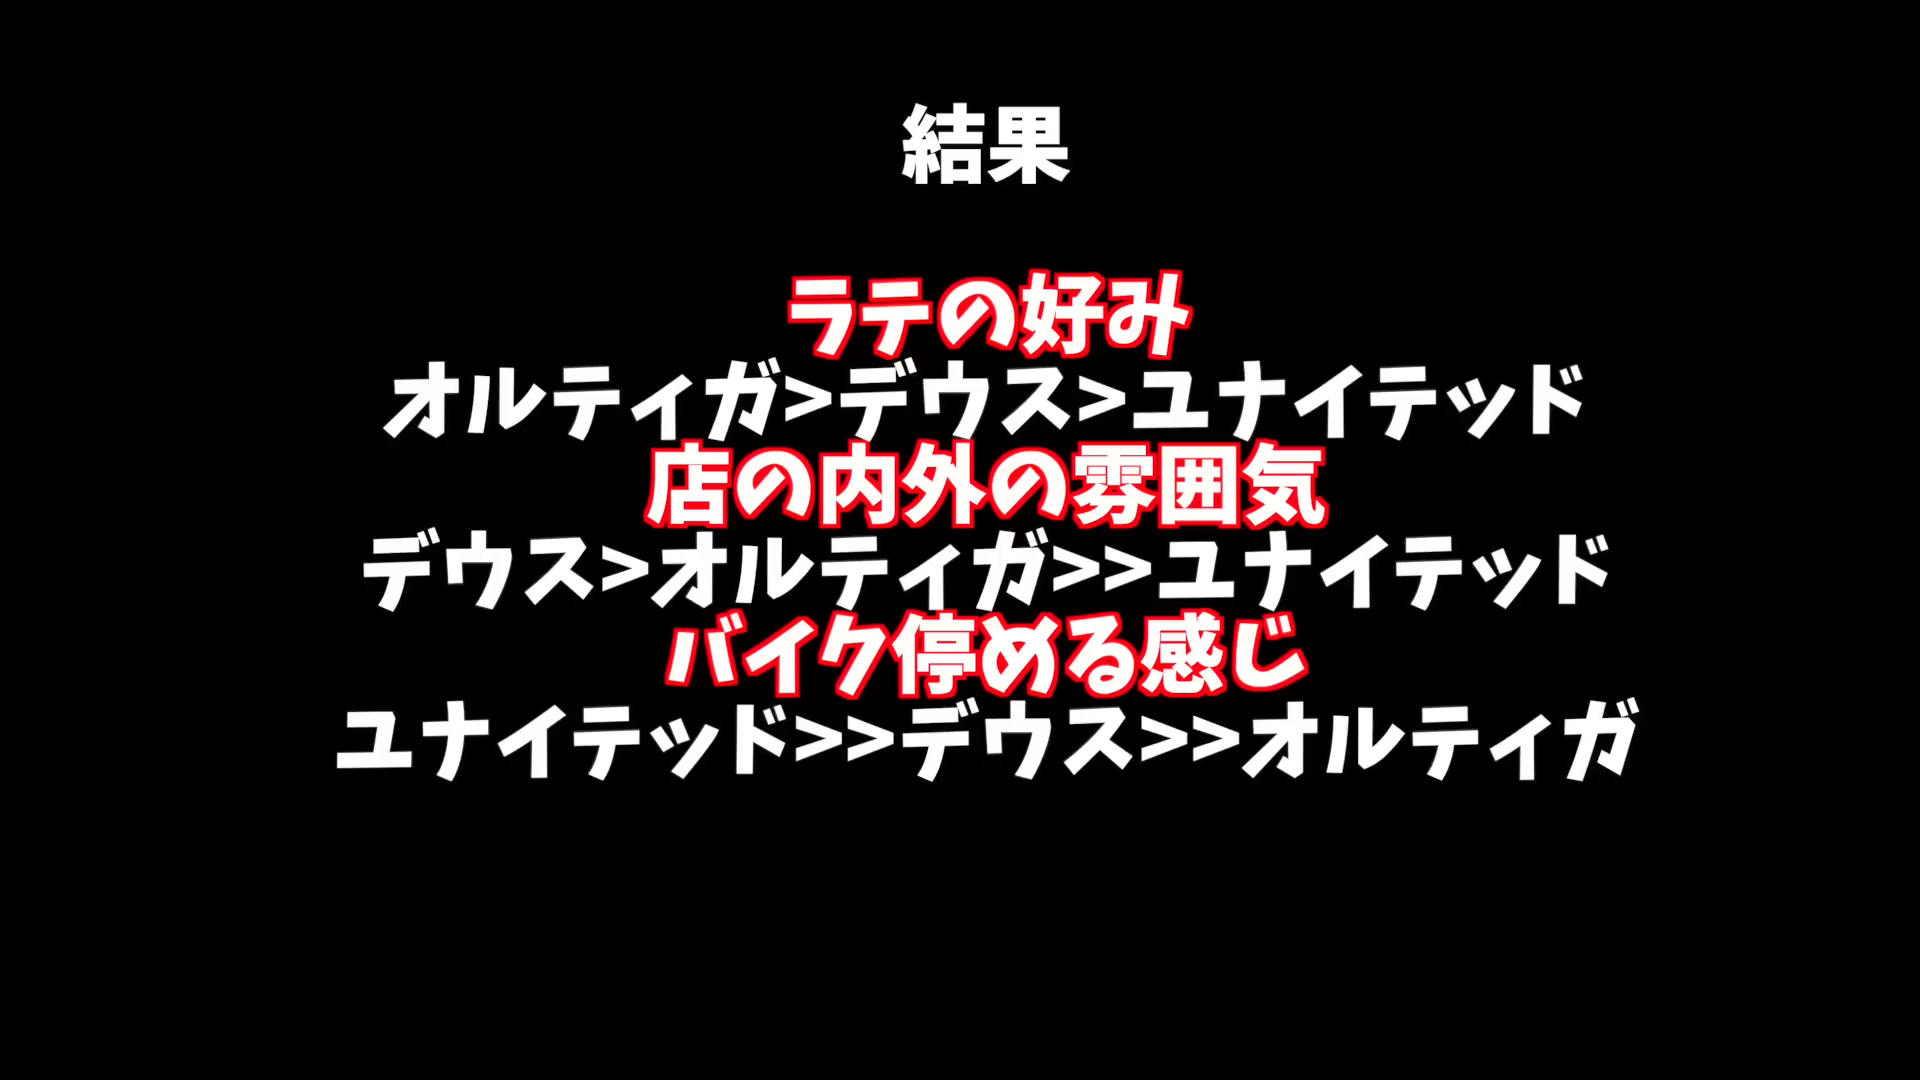 結果
ラテの好み
オルティガ>デウス>ユナイテッド
店の内外の雰囲気
デウス>オルティガ>>ユナイテッド
バイク停める感じ
ユナイテッド>>デウス>>オルティガ